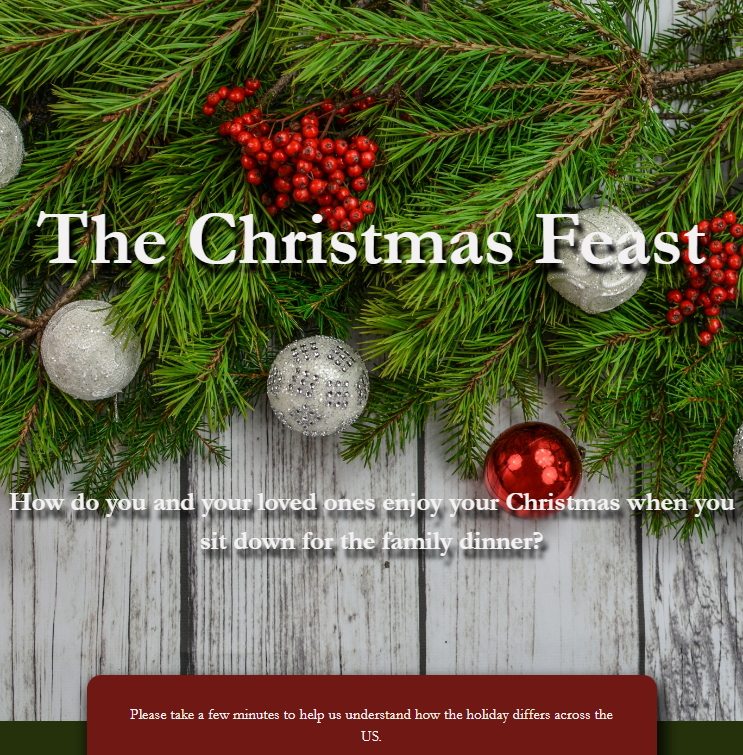 The Christmas Feast
How do you and your loved ones enjoy your Christmas when you
sit down for the family dinner?
Please take a few minutes to help us understand how the holiday differs across the
US.